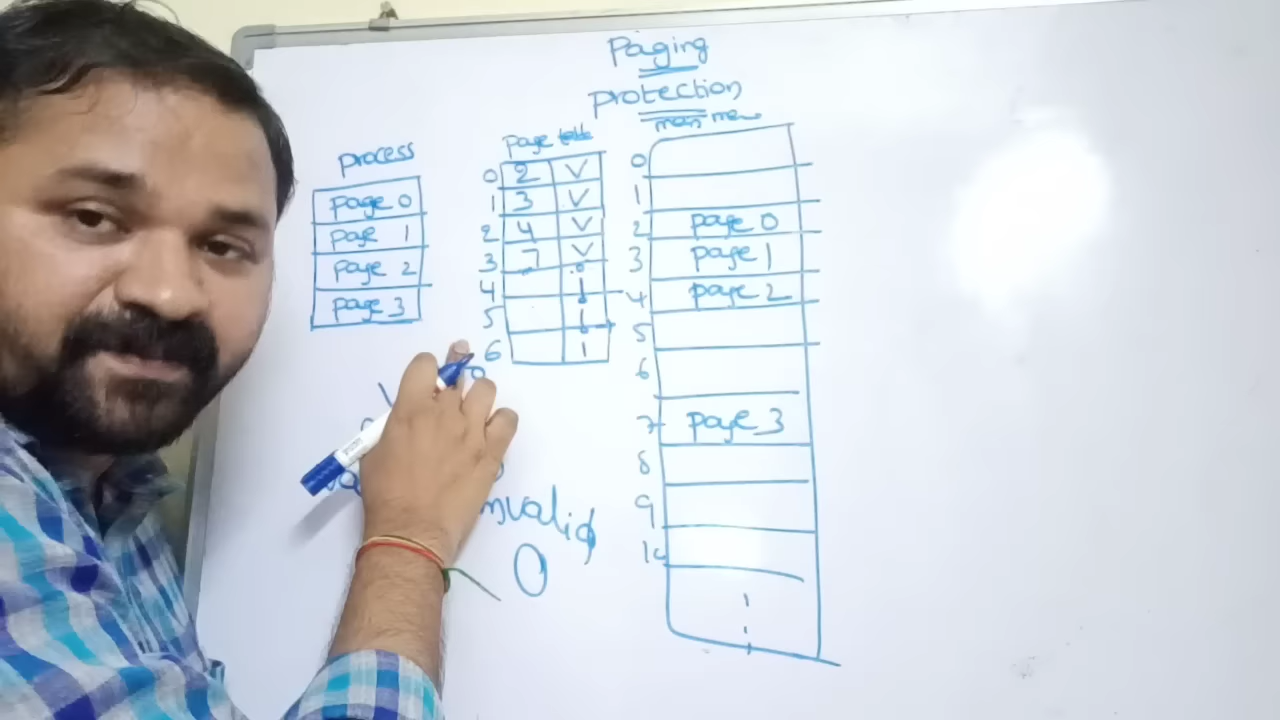 Paging
Protection
main mem
page table
process
page 0
page 1
page 2
page 3
0 2 V
1 3 V
2 4 V
3 7 V
4 i
5 i
6 i
0
1
2 page 0
3 page 1
4 page 2
5
6
7 page 3
8
9
10
invalid
0